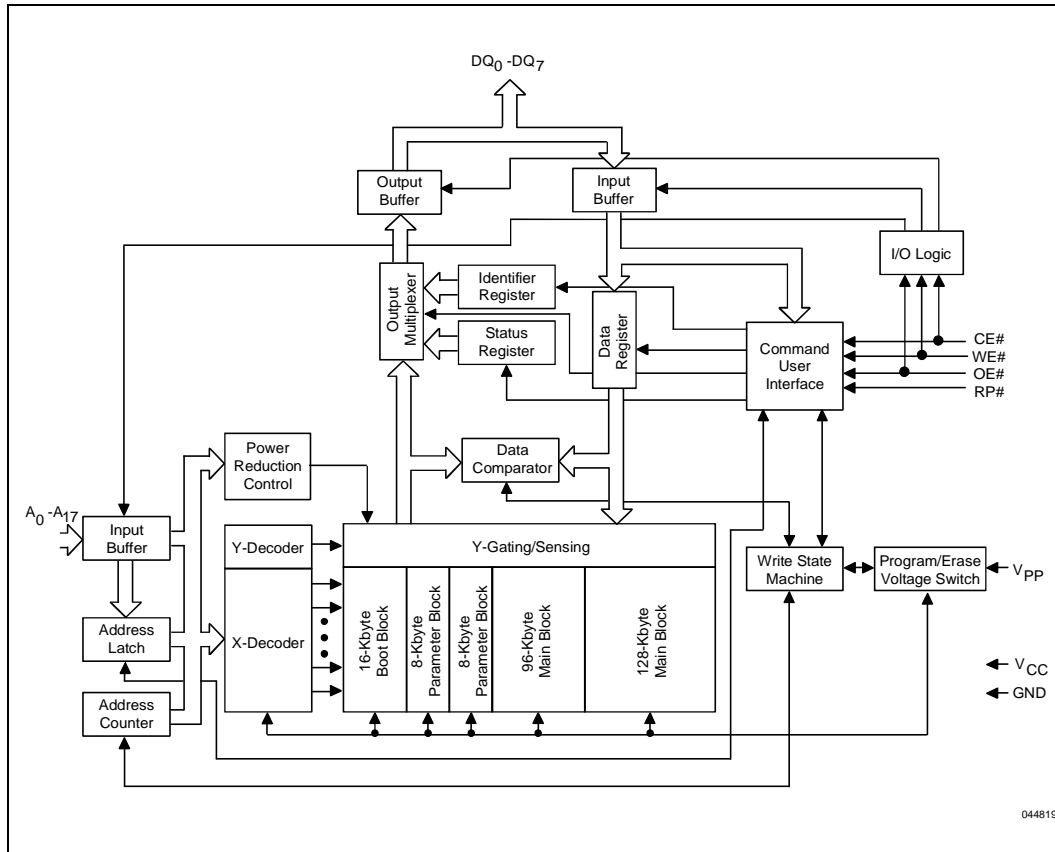 DQ0 -DQ7
Output
Buffer
Input
Buffer
I/O Logic
Output
Multiplexer
Identifier
Register
Status
Register
Data
Register
Command
User
Interface
CE#
WE#
OE#
RP#
Power
Reduction
Control
Data
Comparator
A0 -A17
Input
Buffer
Y-Decoder
Y-Gating/Sensing
Write State
Machine
Program/Erase
Voltage Switch
VPP
Address
Latch
X-Decoder
16-Kbyte
Boot Block
8-Kbyte
Parameter Block
8-Kbyte
Parameter Block
96-Kbyte
Main Block
128-Kbyte
Main Block
VCC
GND
Address
Counter
044819